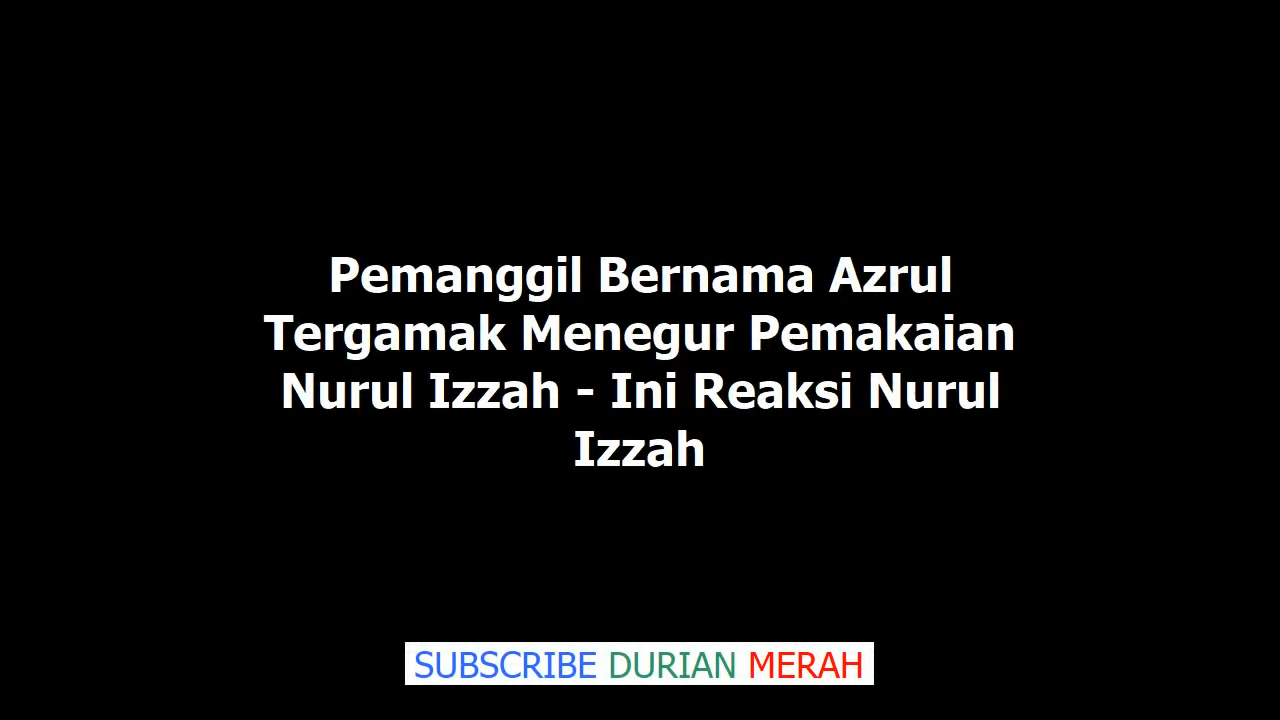 Pemanggil Bernama Azrul
Tergamak Menegur Pemakaian
Nurul Izzah - Ini Reaksi Nurul
Izzah
SUBSCRIBE DURIAN MERAH